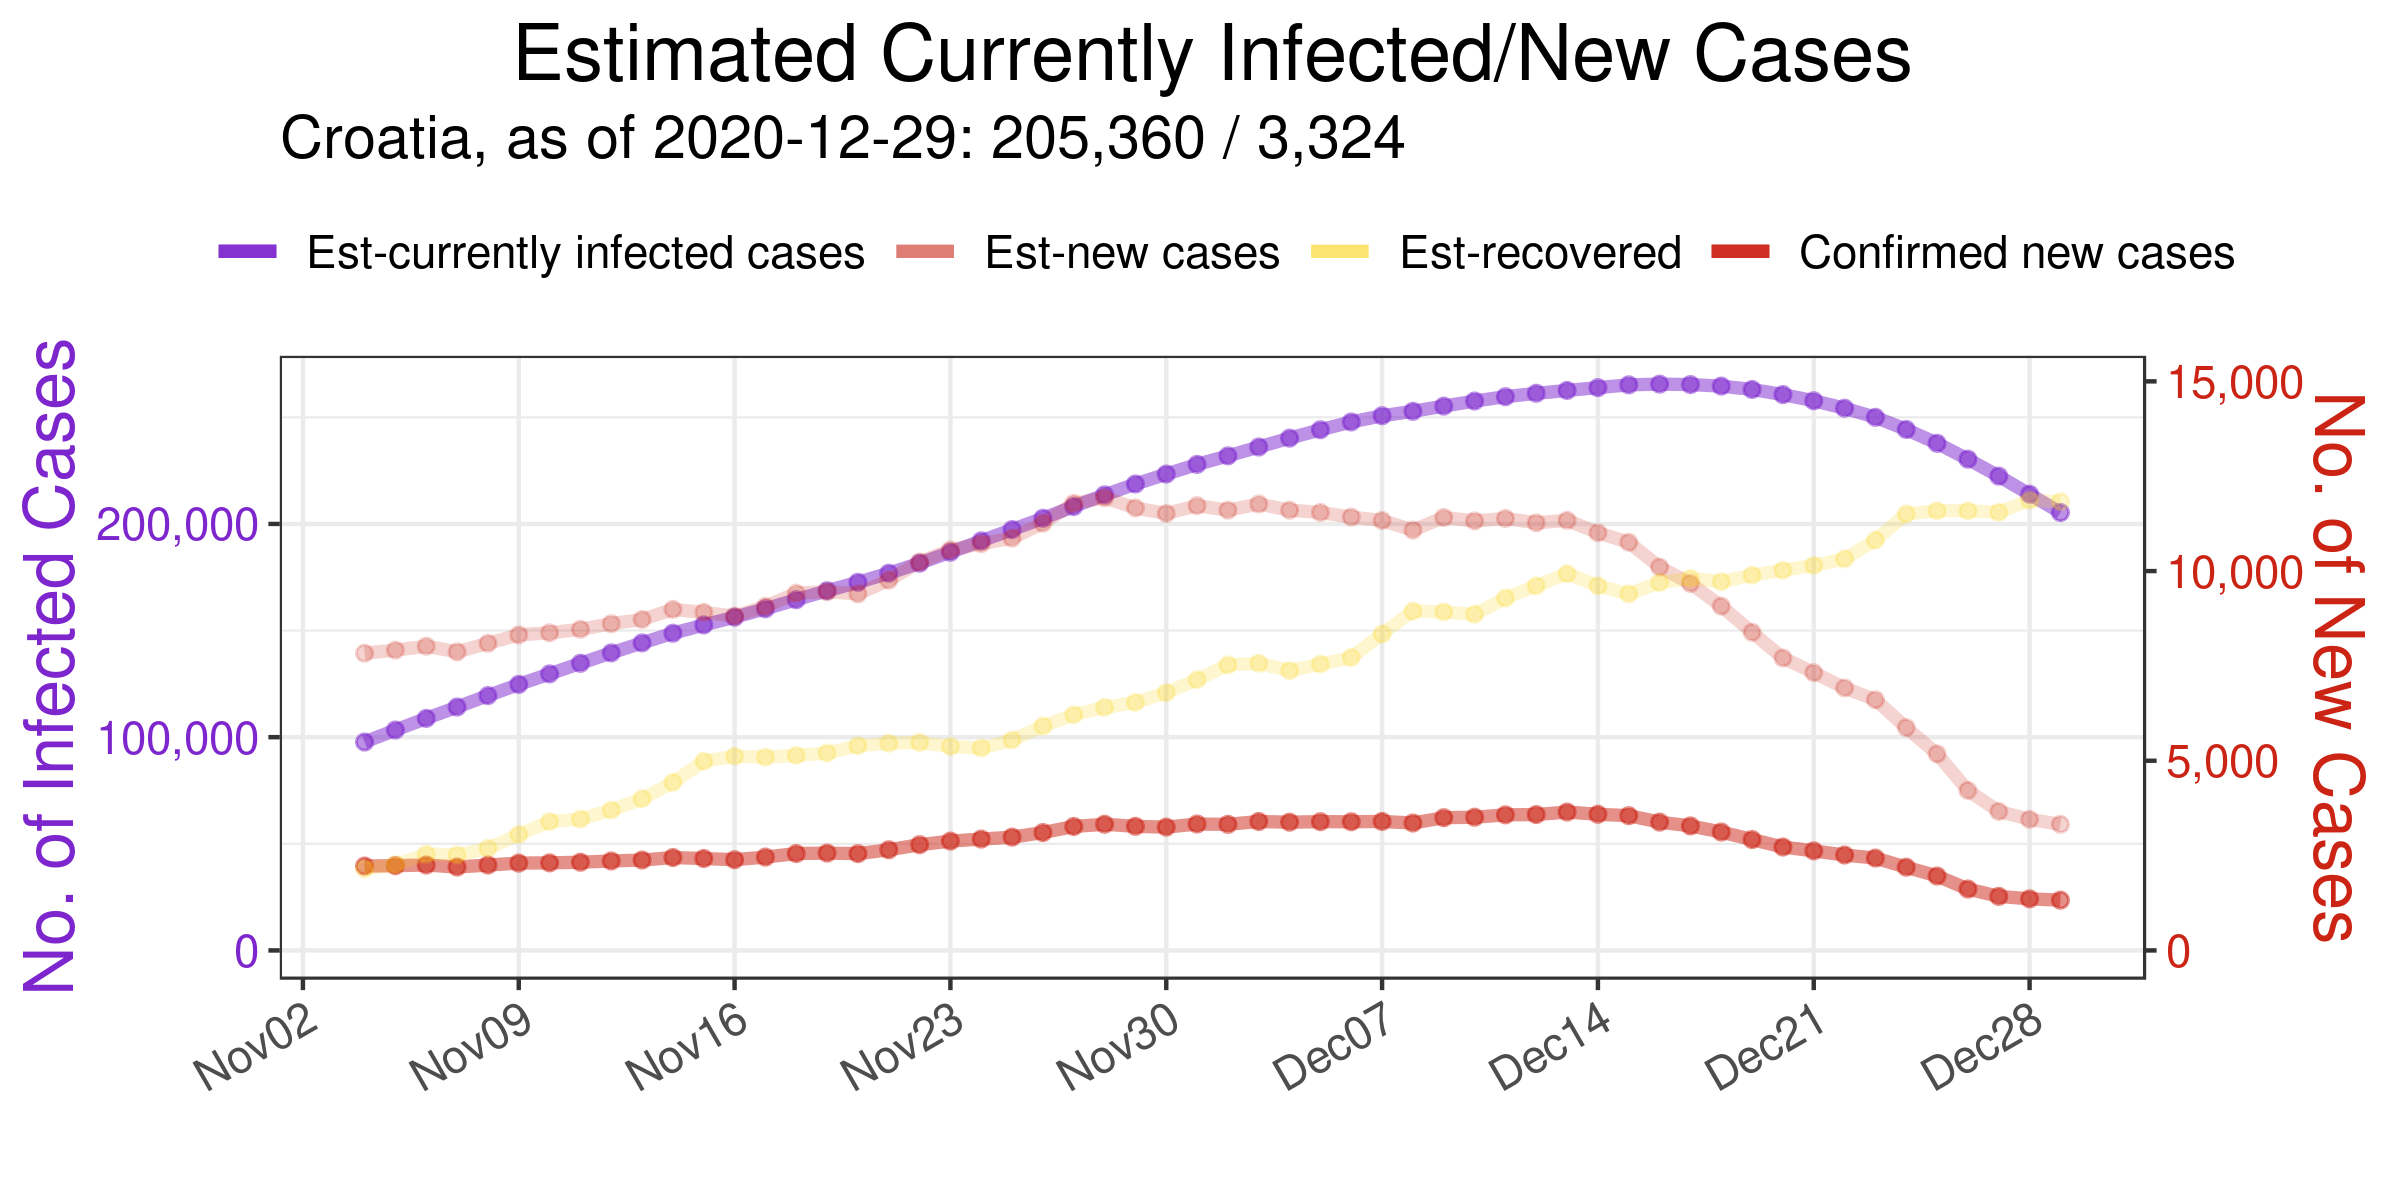 Estimated Currently Infected/New Cases
Croatia, as of 2020-12-29: 205,360 / 3,324
Est-currently infected cases
Est-new cases
Est-recovered
Confirmed new cases
No. of Infected Cases
200,000
100,000
0
15,000
10,000
5,000
0
No. of New Cases
Nov02
Nov09
Nov16
Nov23
Nov30
Dec07
Dec14
Dec21
Dec28